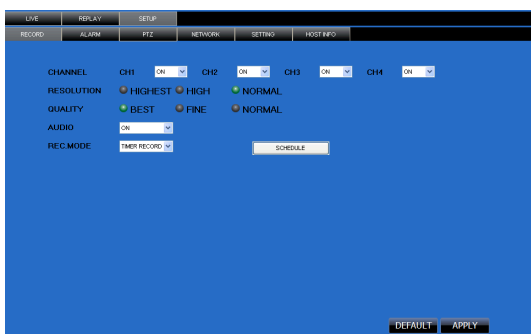 LIVE REPLAY SETUP
RECORD ALARM PTZ NETWORK SETTING HOST INFO
CHANNEL CH1 ON CH2 ON CH3 ON CH4 ON
RESOLUTION HIGHEST HIGH NORMAL
QUALITY BEST FINE NORMAL
AUDIO ON
REC.MODE TIMER RECORD SCHEDULE
DEFAULT APPLY